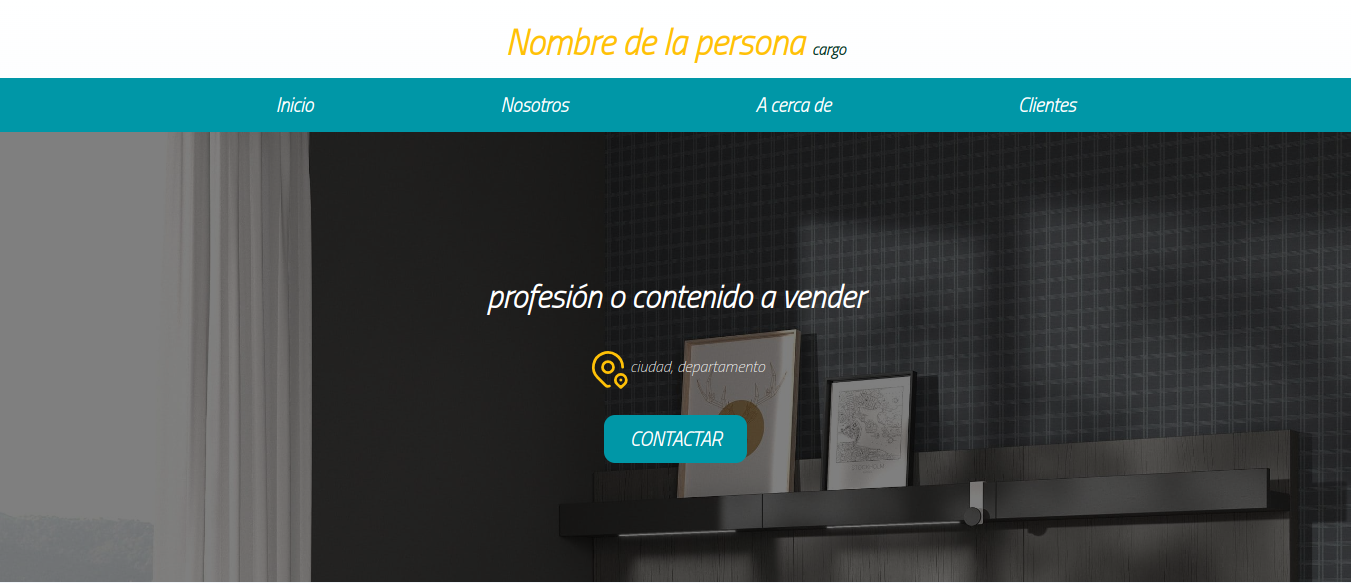 Nombre de la persona cargo
Inicio Nosotros A cerca de Clientes
profesión o contenido a vender
ciudad, departamento
CONTACTAR